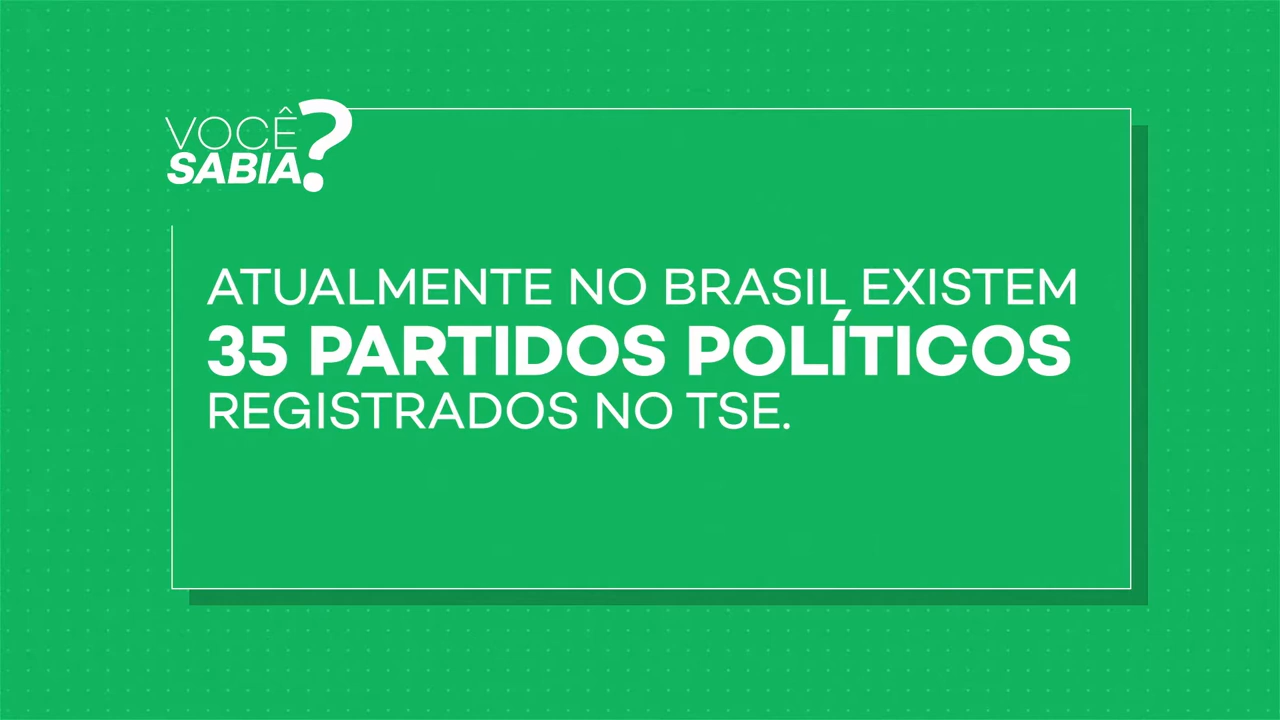 VOCÊ
SABIA?
ATUALMENTE NO BRASIL EXISTEM
35 PARTIDOS POLÍTICOS
REGISTRADOS NO TSE.